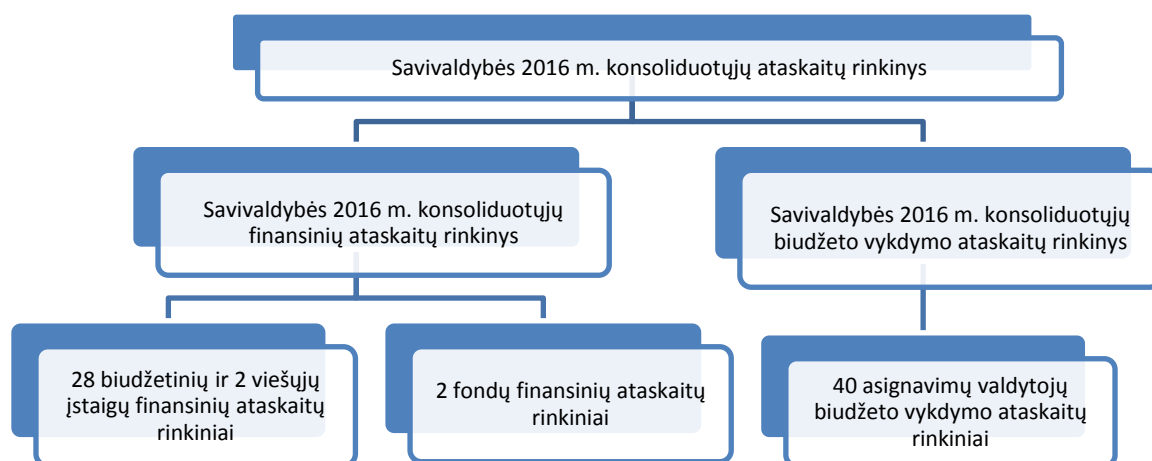 Savivaldybės 2016 m. konsoliduotųjų ataskaitų rinkinys
Savivaldybės 2016 m. konsoliduotųjų
finansinių ataskaitų rinkinys
Savivaldybės 2016 m. konsoliduotųjų
biudžeto vykdymo ataskaitų rinkinys
28 biudžetinių ir 2 viešųjų
įstaigų finansinių ataskaitų
rinkiniai
2 fondų finansinių ataskaitų
rinkiniai
40 asignavimų valdytojų
biudžeto vykdymo ataskaitų
rinkiniai